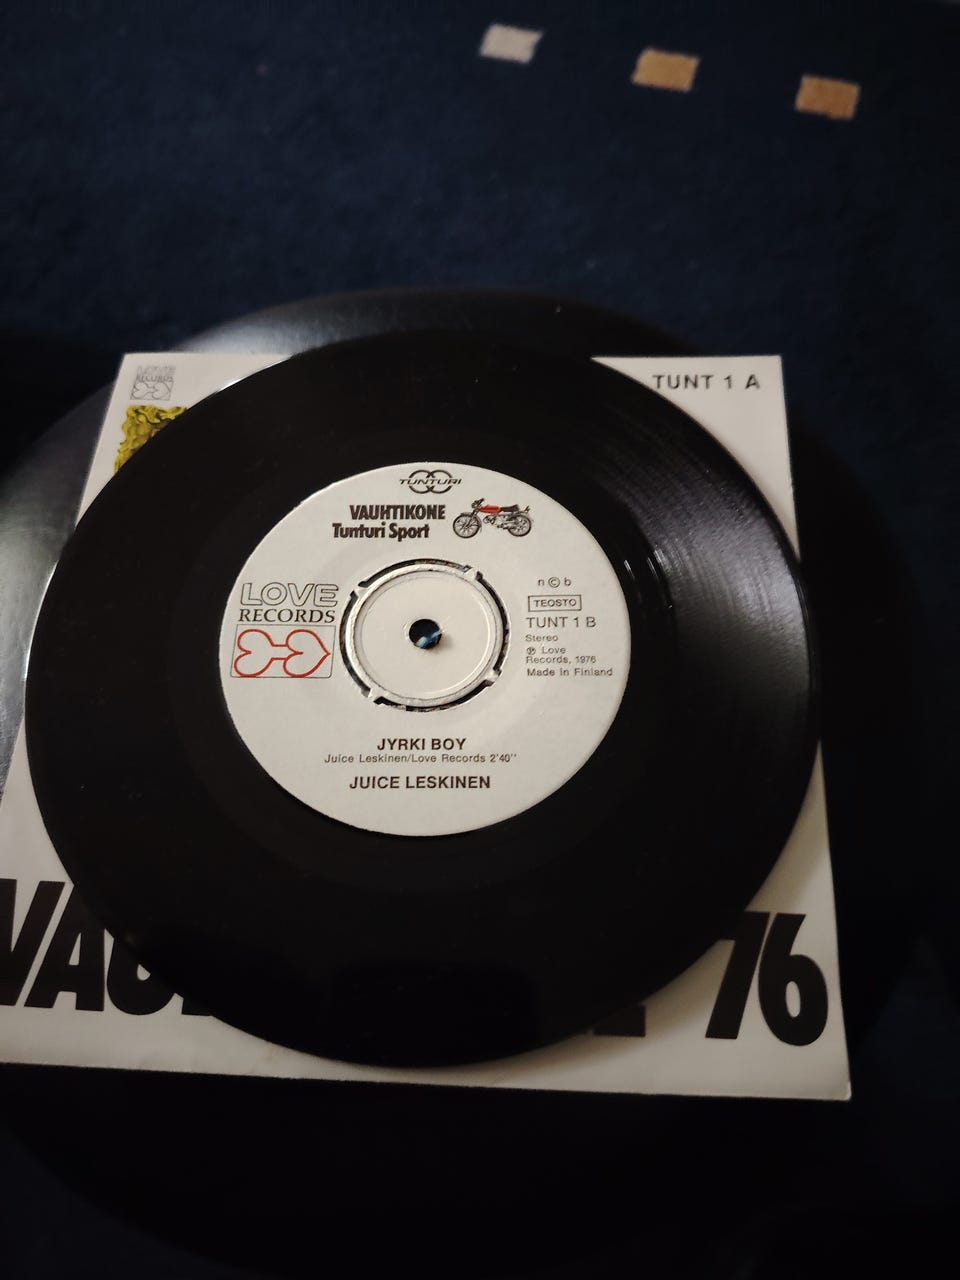 LOVE
RECORDS
TUNT 1 A
TUNTURI
VAUHTIKONE
Tunturi Sport
LOVE
RECORDS
n © b
TEOSTO
TUNT 1 B
Stereo
℗ Love
Records, 1976
Made in Finland
JYRKI BOY
Juice Leskinen/Love Records 2'40''
JUICE LESKINEN
'76